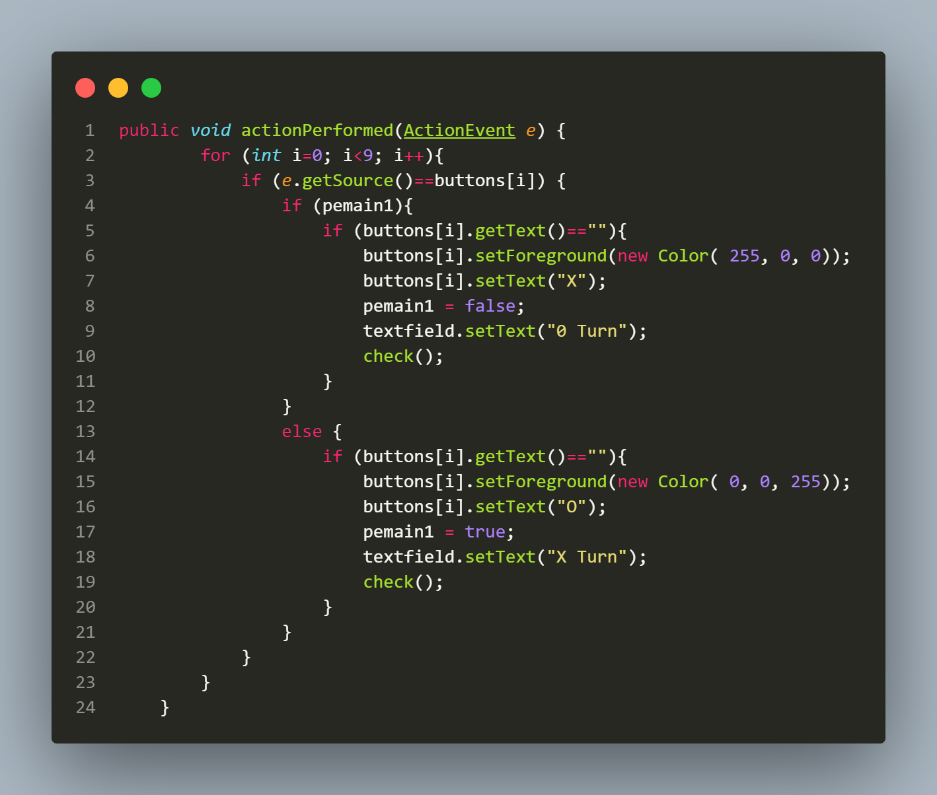 1 public void actionPerformed(ActionEvent e) {
2         for (int i=0; i<9; i++){
3             if (e.getSource()==buttons[i]) {
4                 if (pemain1){
5                     if (buttons[i].getText()==""){
6                         buttons[i].setForeground(new Color( 255, 0, 0));
7                         buttons[i].setText("X");
8                         pemain1 = false;
9                         textfield.setText("0 Turn");
10                         check();
11                     }
12                 }
13                 else {
14                     if (buttons[i].getText()==""){
15                         buttons[i].setForeground(new Color( 0, 0, 255));
16                         buttons[i].setText("O");
17                         pemain1 = true;
18                         textfield.setText("X Turn");
19                         check();
20                     }
21                 }
22             }
23         }
24     }